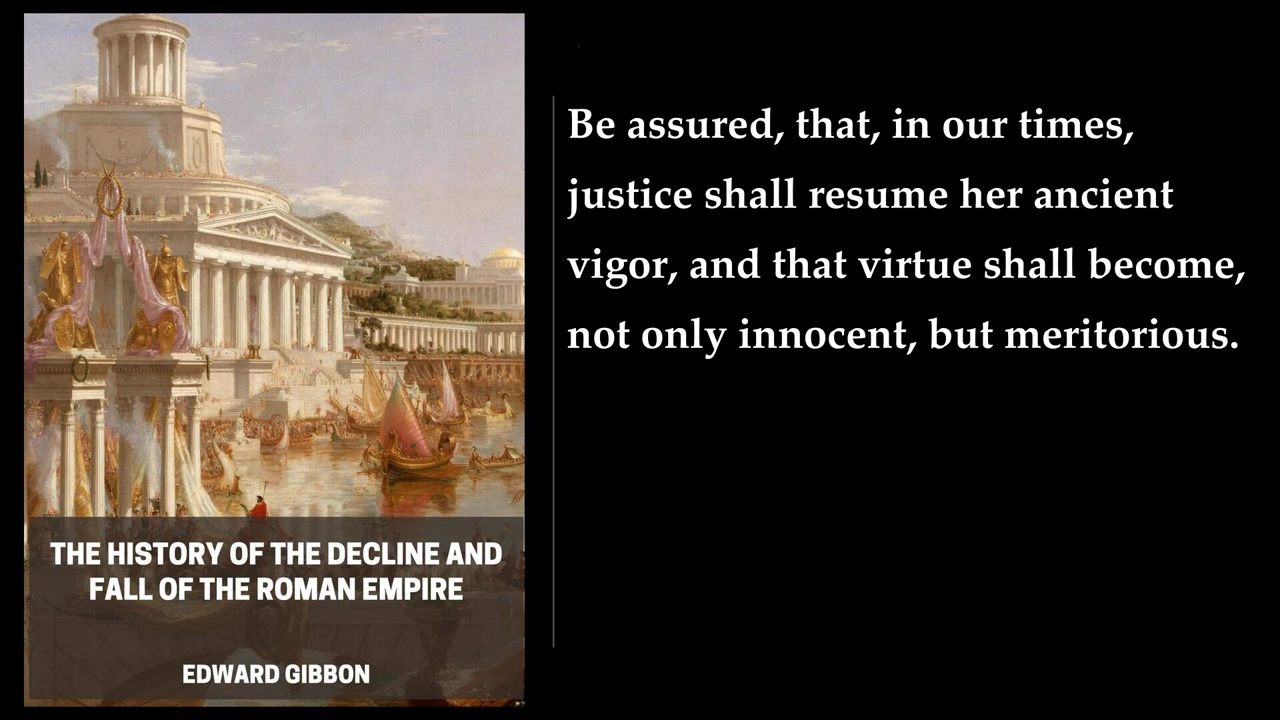 THE HISTORY OF THE DECLINE AND
FALL OF THE ROMAN EMPIRE
EDWARD GIBBON
Be assured, that, in our times,
justice shall resume her ancient
vigor, and that virtue shall become,
not only innocent, but meritorious.